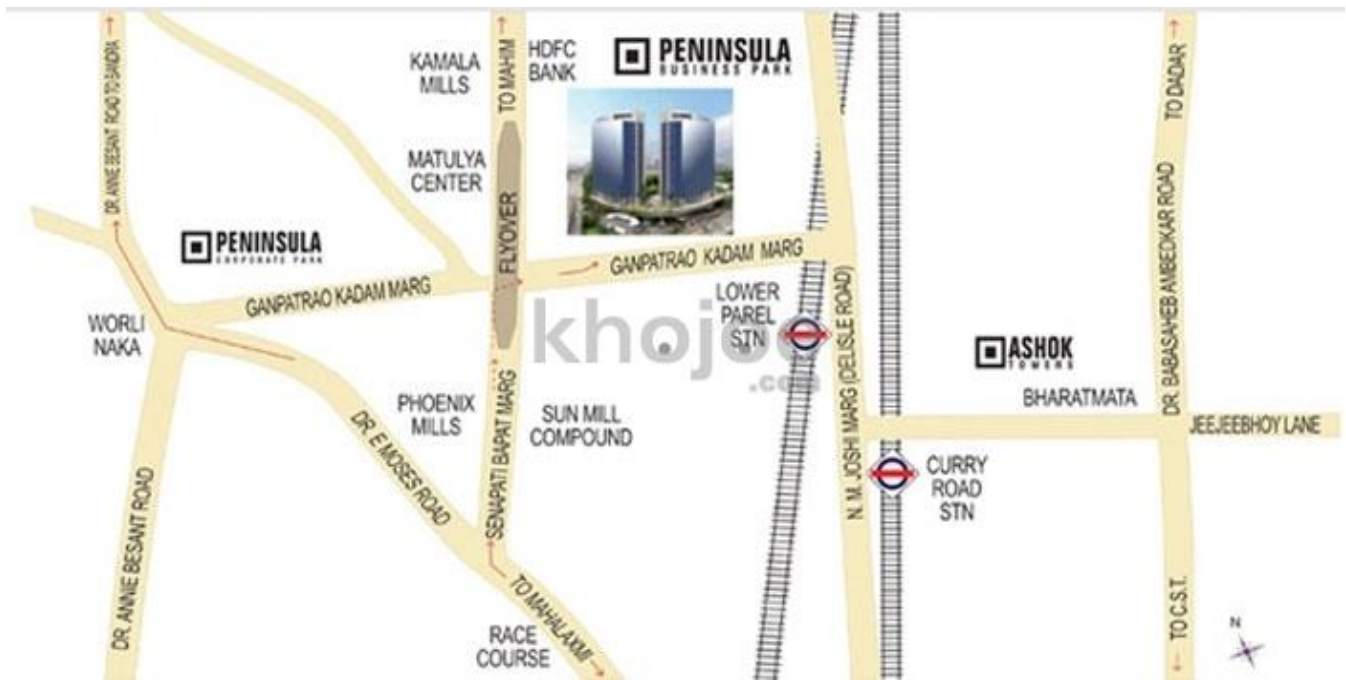 DR. ANNIE BESANT ROAD TO BANDRA
KAMALA
MILLS
TO MAHIM
HDFC
BANK
PENINSULA
BUSINESS PARK
TO DADAR
MATULYA
CENTER
FLYOVER
PENINSULA
CORPORATE PARK
GANPATRAO KADAM MARG
GANPATRAO KADAM MARG
DR. BABASAHEB AMBEDKAR ROAD
WORLI
NAKA
LOWER
PAREL
STN
khojoo
.com
N. M. JOSHI MARG (DELISLE ROAD)
ASHOK
TOWERS
BHARATMATA
JEEJEEBHOY LANE
PHOENIX
MILLS
SENAPATI BAPAT MARG
SUN MILL
COMPOUND
DR. E MOSES ROAD
CURRY
ROAD
STN
DR. ANNIE BESANT ROAD
TO MAHALAXMI
RACE
COURSE
TO C.S.T.
N